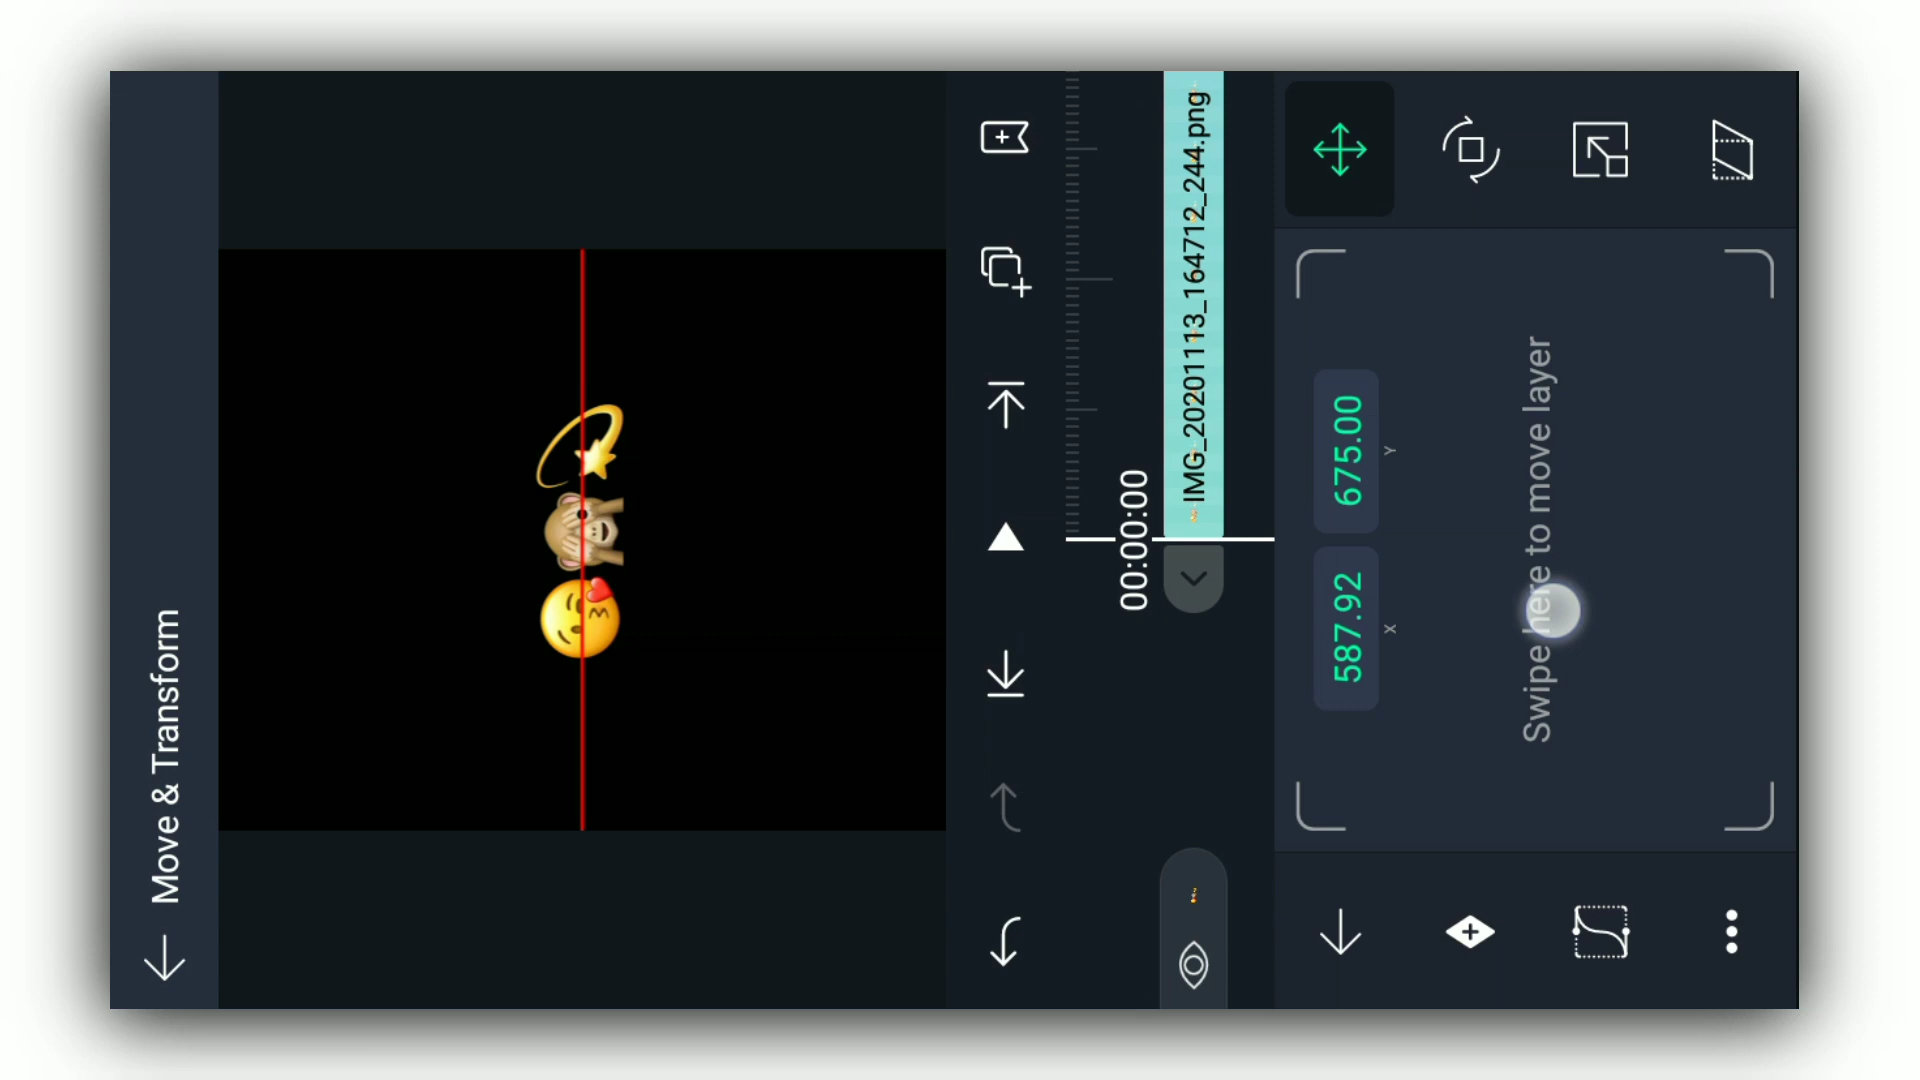 Move & Transform
00:00:00
IMG_20201113_164712_244.png
587.92
X
675.00
Y
Swipe here to move layer